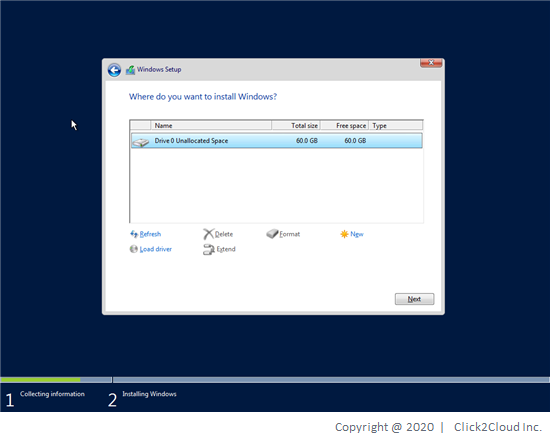 Windows Setup
Where do you want to install Windows?
Name Total size Free space Type
Drive 0 Unallocated Space 60.0 GB 60.0 GB
Refresh Delete Format New
Load driver Extend
Next
1 Collecting information 2 Installing Windows
Copyright @ 2020 | Click2Cloud Inc.